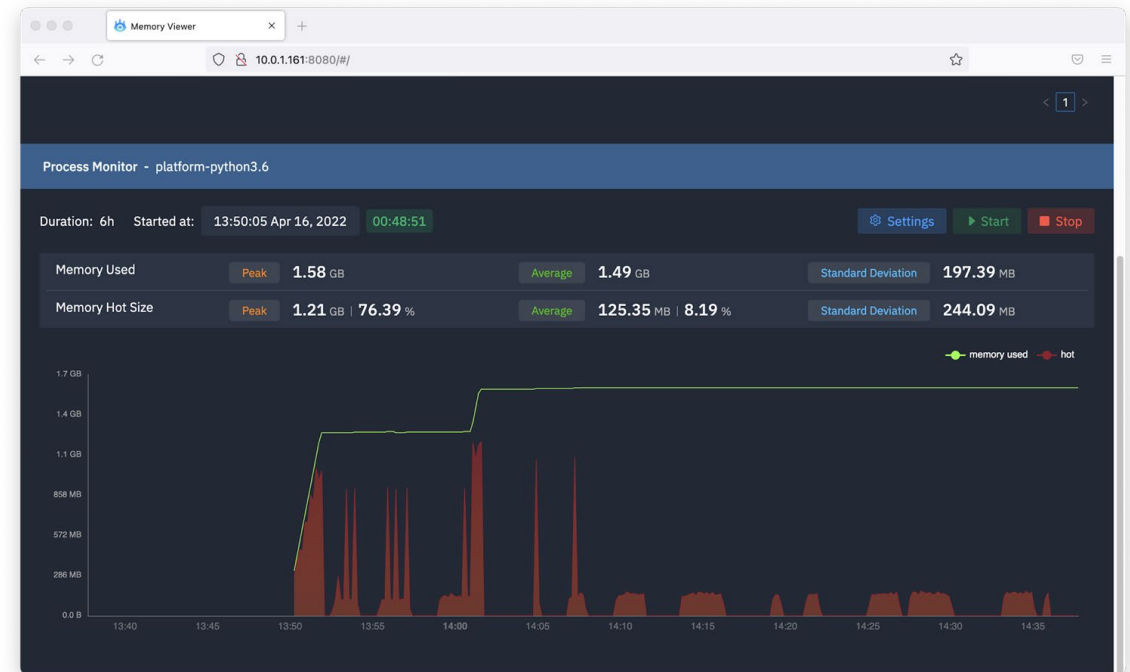 Memory Viewer
10.0.1.161:8080/#/
1
Process Monitor - platform-python3.6
Duration: 6h Started at: 13:50:05 Apr 16, 2022 00:48:51 Settings Start Stop
Memory Used Peak 1.58 GB Average 1.49 GB Standard Deviation 197.39 MB
Memory Hot Size Peak 1.21 GB | 76.39 % Average 125.35 MB | 8.19 % Standard Deviation 244.09 MB
memory used hot
1.7 GB
1.4 GB
1.1 GB
858 MB
572 MB
286 MB
0.0 B
13:40 13:45 13:50 13:55 14:00 14:05 14:10 14:15 14:20 14:25 14:30 14:35